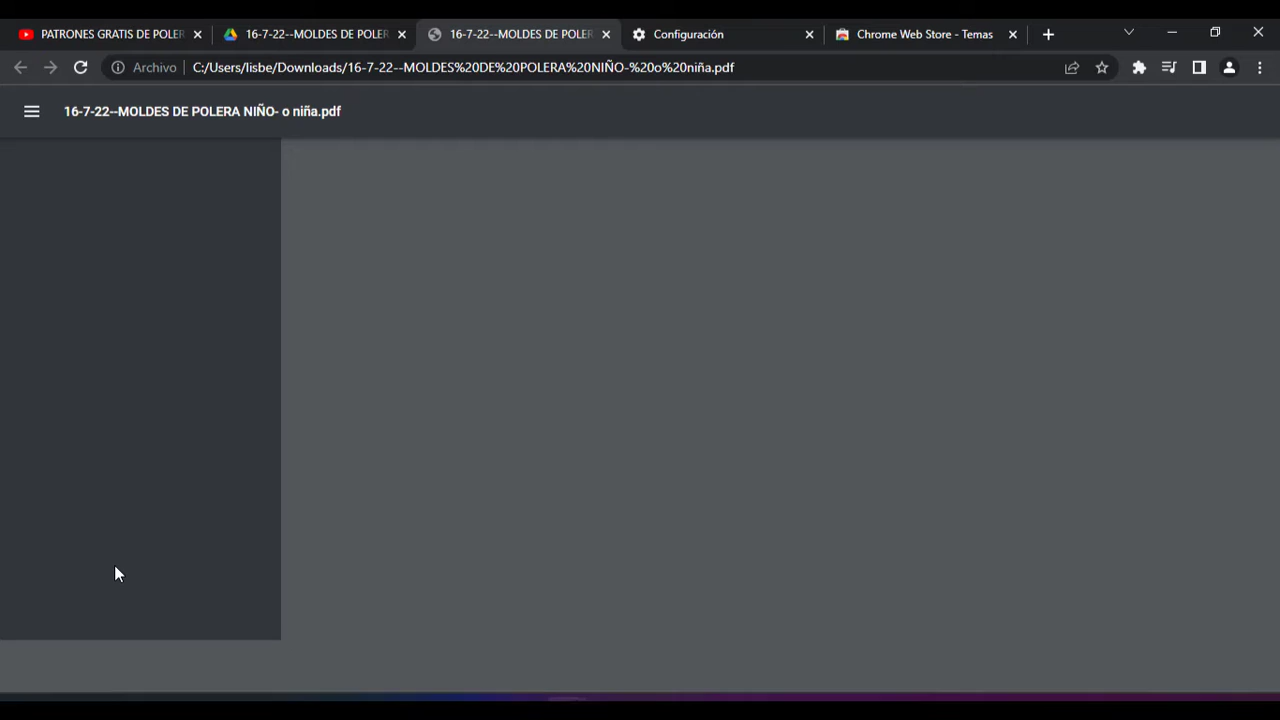 PATRONES GRATIS DE POLER
16-7-22--MOLDES DE POLER
16-7-22--MOLDES DE POLER
Configuración
Chrome Web Store - Temas
Archivo
C:/Users/lisbe/Downloads/16-7-22--MOLDES%20DE%20POLERA%20NIÑO-%20o%20niña.pdf
16-7-22--MOLDES DE POLERA NIÑO- o niña.pdf